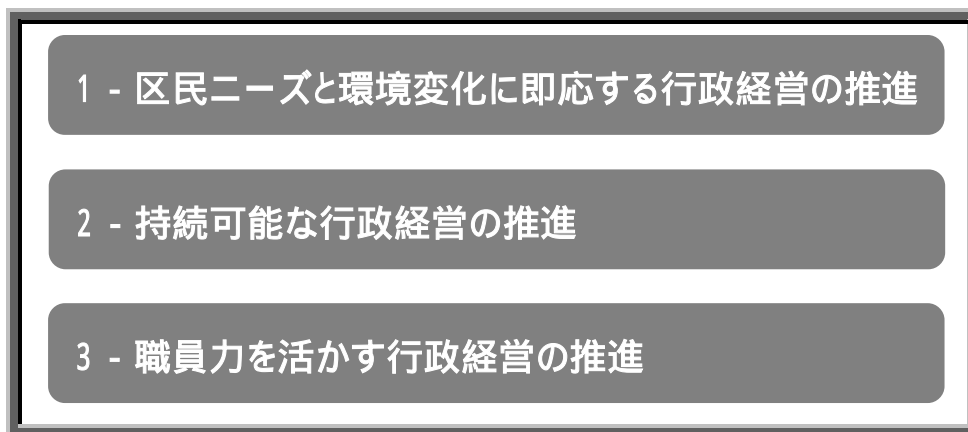 1 - 区民ニーズと環境変化に即応する行政経営の推進
2 - 持続可能な行政経営の推進
3 - 職員力を活かす行政経営の推進